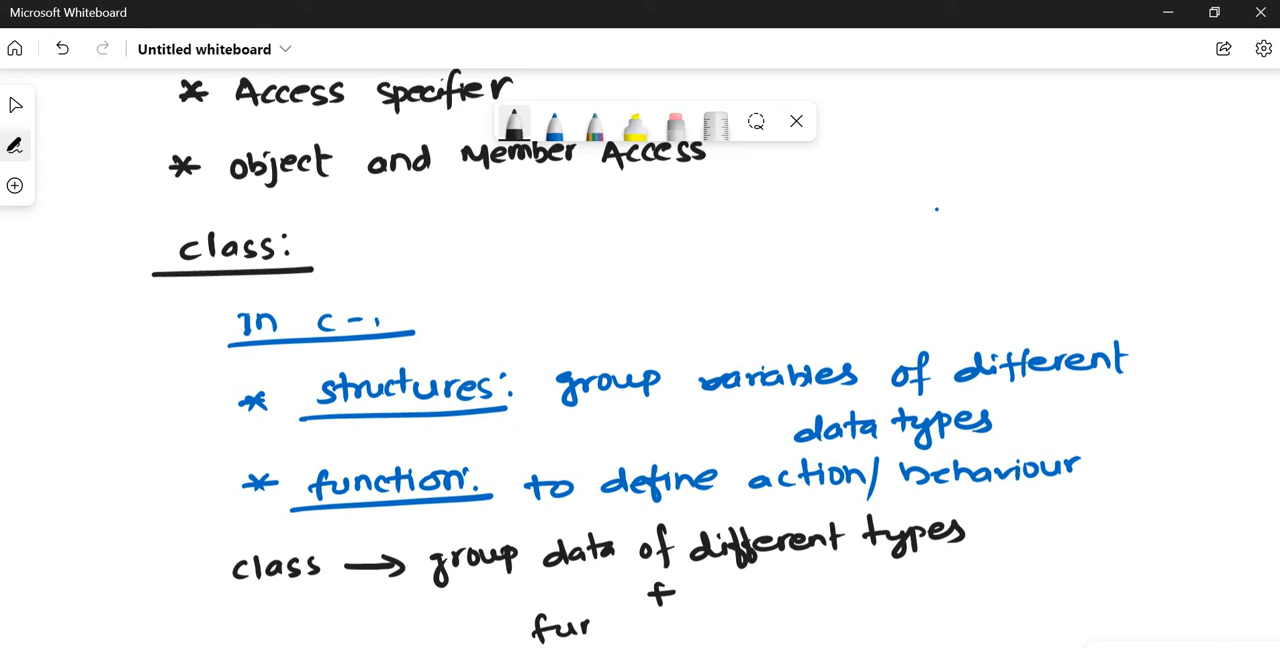 Microsoft Whiteboard
Untitled whiteboard
* Access specifier
* object and Member Access
class:
In c -,
* structures: group variables of different
data types
* function: to define action/ behaviour
class → group data of different types
+
fur